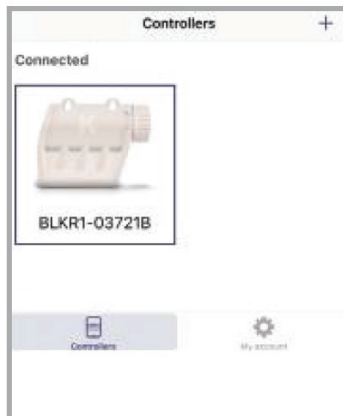 Controllers +
Connected
K
BLKR1-03721B
Controllers
My account